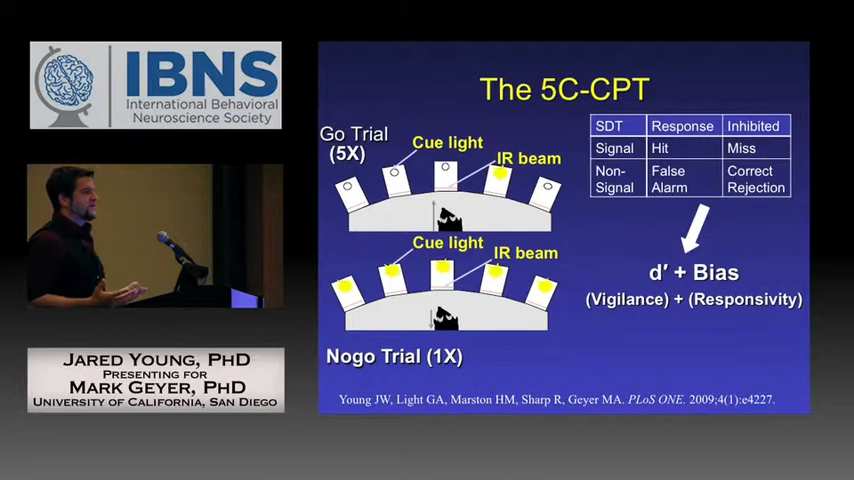 IBNS
International Behavioral
Neuroscience Society
JARED YOUNG, PHD
PRESENTING FOR
MARK GEYER, PHD
UNIVERSITY OF CALIFORNIA, SAN DIEGO
The 5C-CPT
Go Trial
(5X)
Cue light
IR beam
Cue light
IR beam
Nogo Trial (1X)
SDT Response Inhibited
Signal Hit Miss
Non-Signal False Alarm Correct Rejection
d′ + Bias
(Vigilance) + (Responsivity)
Young JW, Light GA, Marston HM, Sharp R, Geyer MA. PLoS ONE. 2009;4(1):e4227.